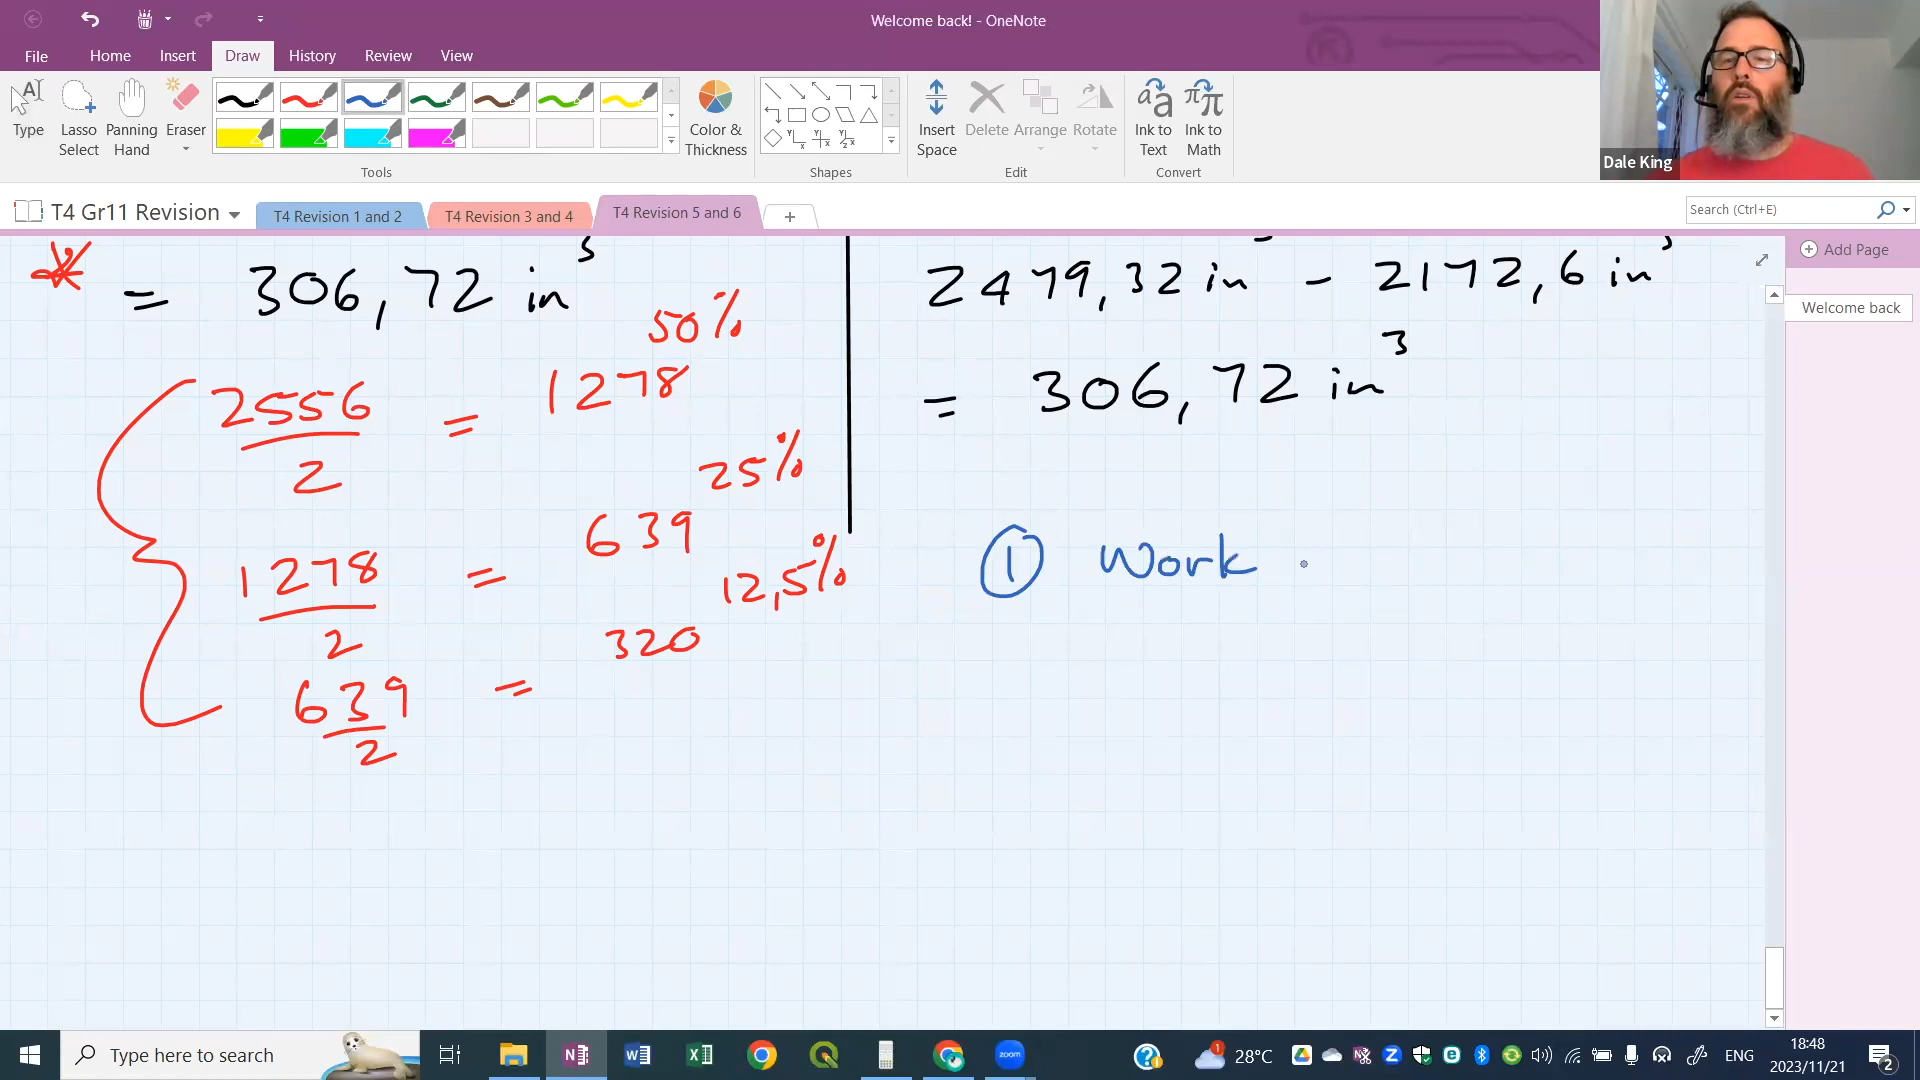 Welcome back! - OneNote
File Home Insert Draw History Review View
Type
Lasso Select
Panning Hand
Eraser
Color & Thickness
Insert Space
Delete
Arrange
Rotate
Ink to Text
Ink to Math
Tools
Shapes
Edit
Convert
Dale King
T4 Gr11 Revision
T4 Revision 1 and 2
T4 Revision 3 and 4
T4 Revision 5 and 6
+
Search (Ctrl+E)
Add Page
Welcome back
= 306,72 in³
50%
2556/2 = 1278
25%
1278/2 = 639
12,5%
639/2 = 320
2479,32 in - 2172,6 in³
= 306,72 in³
① Work
Type here to search
28°C
ENG
18:48
2023/11/21